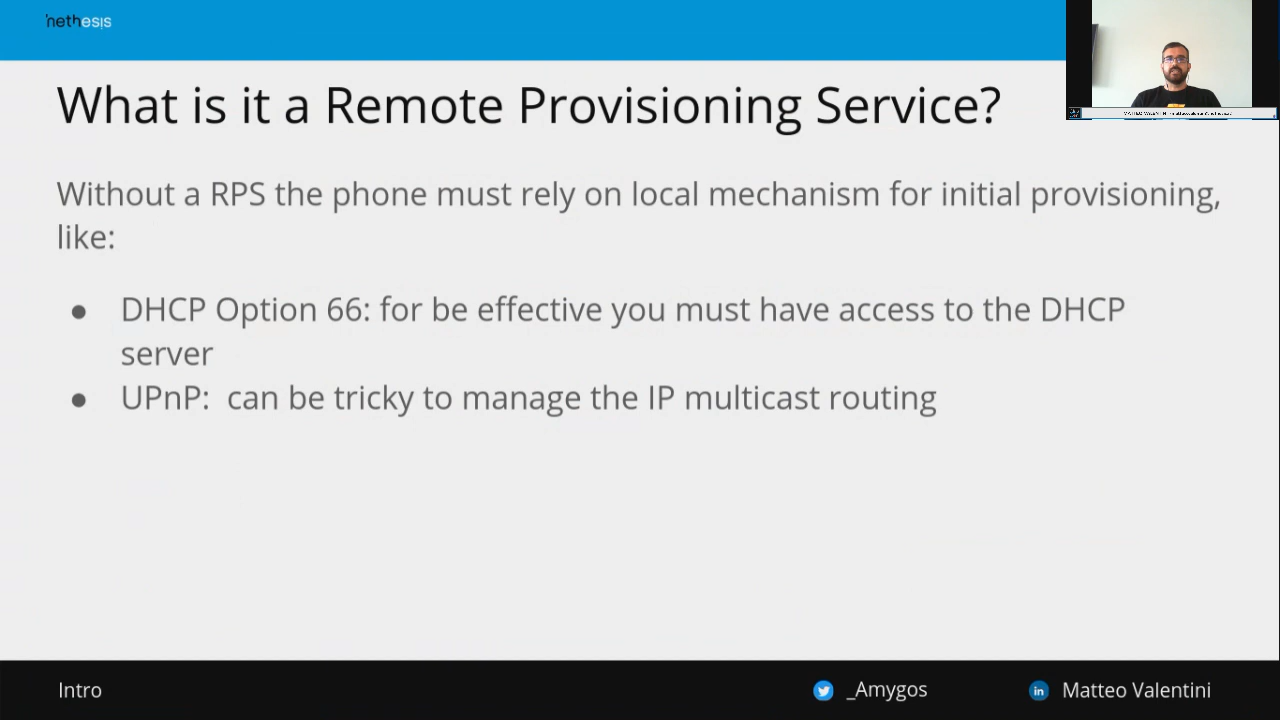 nethesis
What is it a Remote Provisioning Service?
Without a RPS the phone must rely on local mechanism for initial provisioning,
like:
● DHCP Option 66: for be effective you must have access to the DHCP
server
● UPnP: can be tricky to manage the IP multicast routing
Intro
_Amygos
in
Matteo Valentini